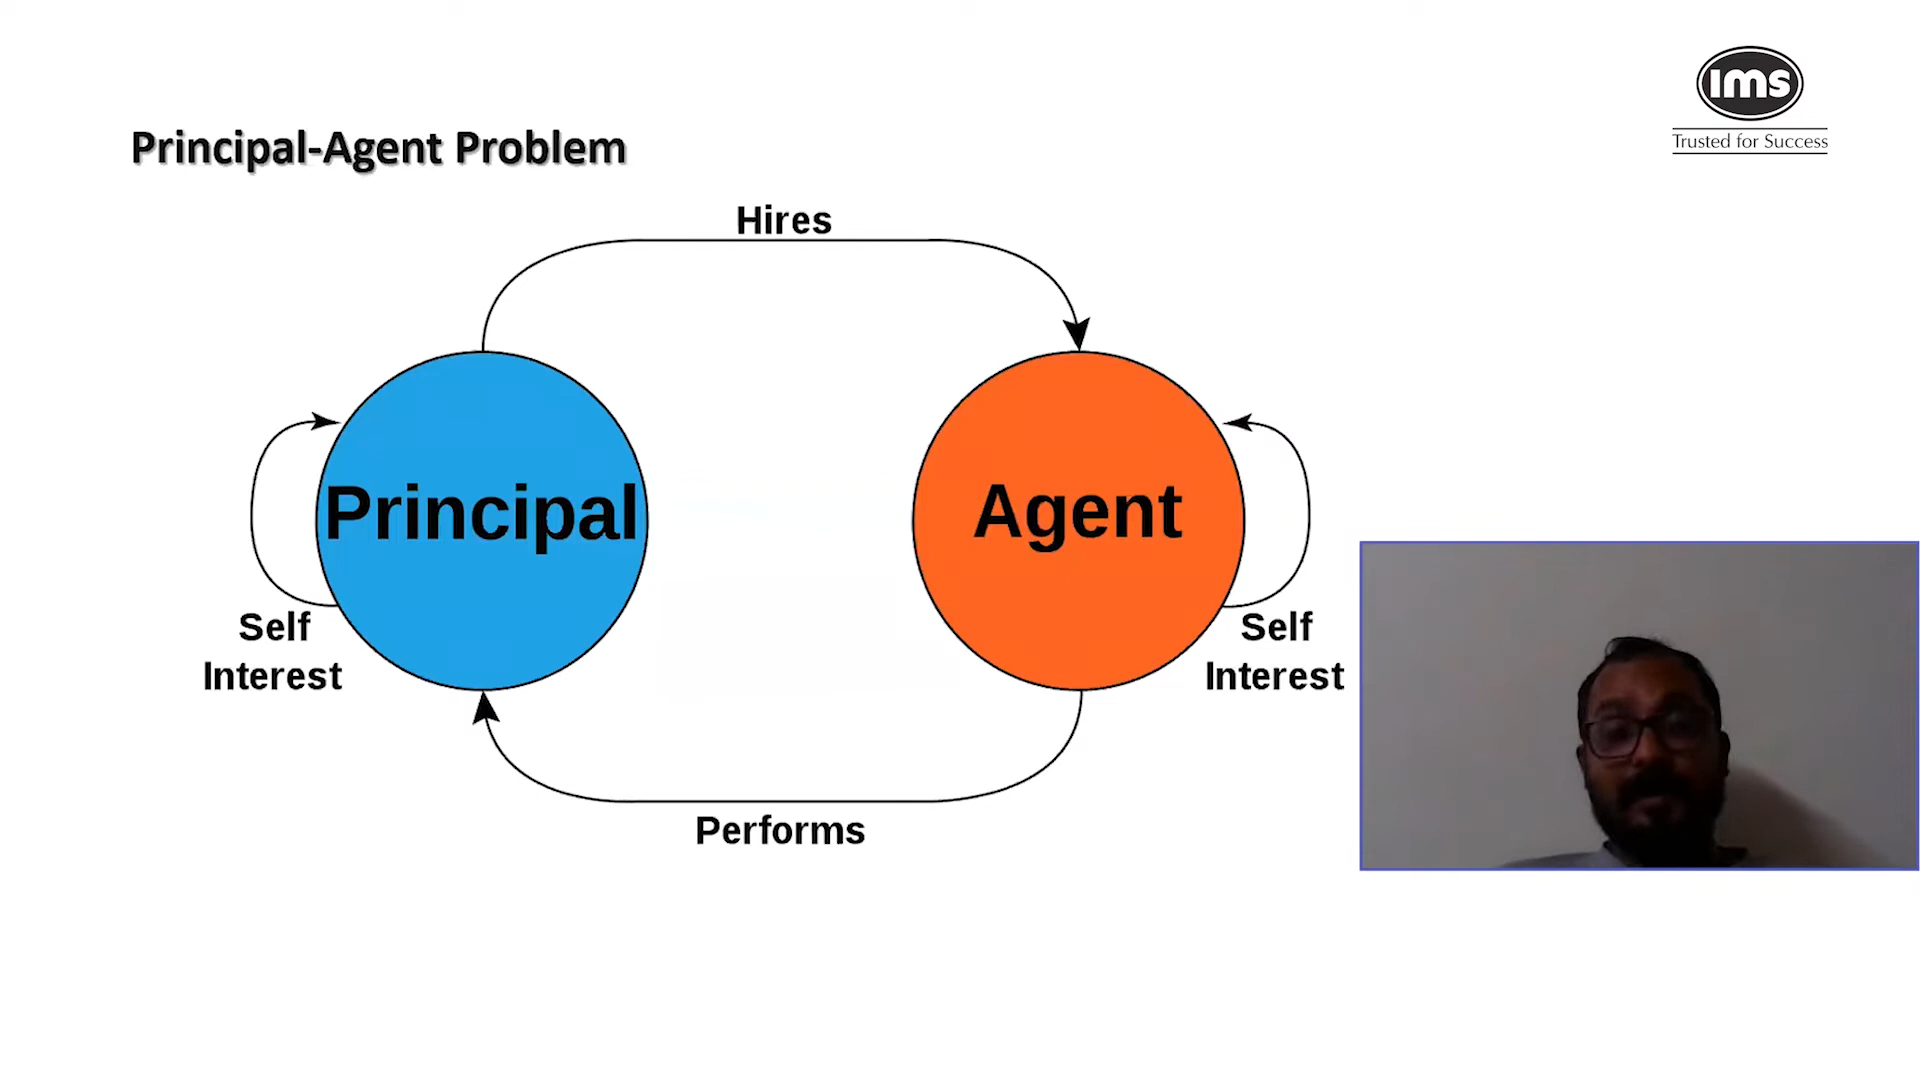 ims
Trusted for Success
Principal-Agent Problem
Hires
Principal
Agent
Self
Interest
Self
Interest
Performs